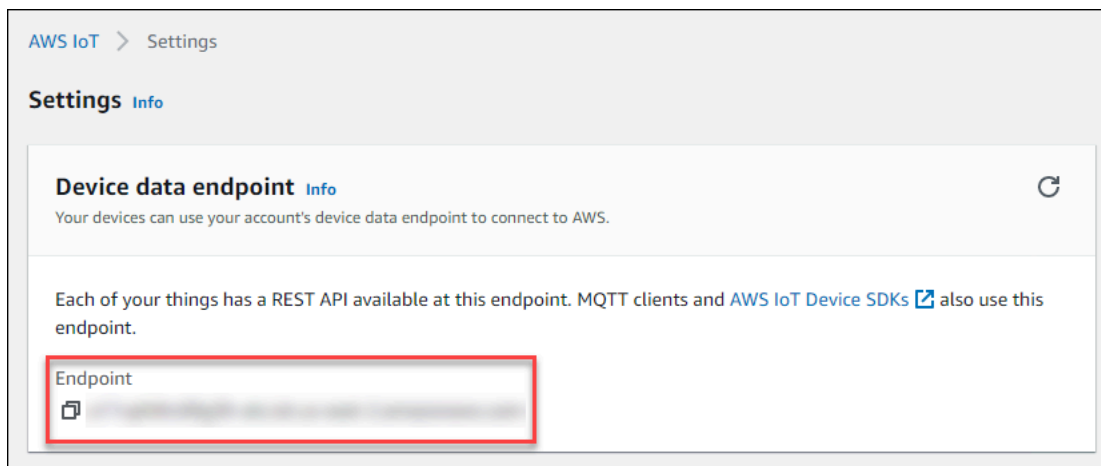 AWS IoT > Settings
Settings Info
Device data endpoint Info
Your devices can use your account's device data endpoint to connect to AWS.
Each of your things has a REST API available at this endpoint. MQTT clients and AWS IoT Device SDKs also use this
endpoint.
Endpoint